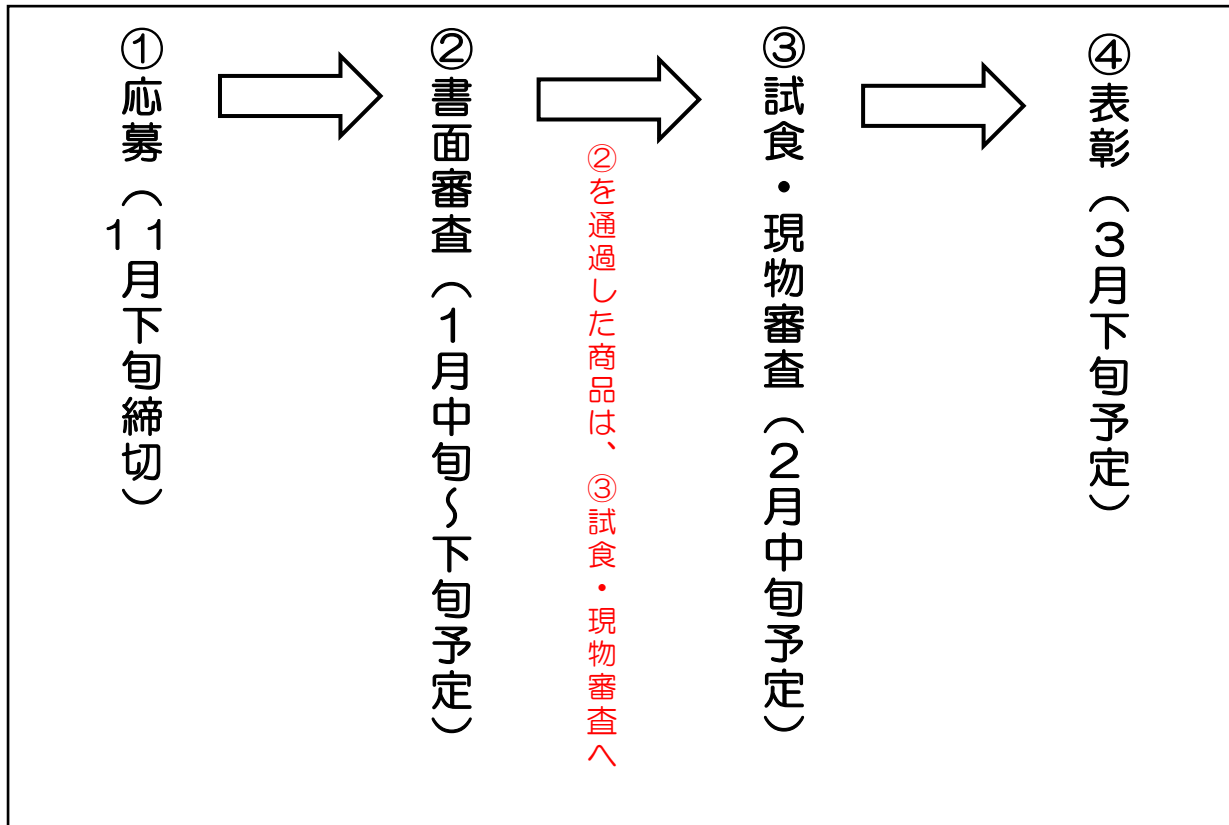 ①応募（１１月下旬締切）
②書面審査（１月中旬～下旬予定）
②を通過した商品は、③試食・現物審査へ
③試食・現物審査（２月中旬予定）
④表彰（３月下旬予定）